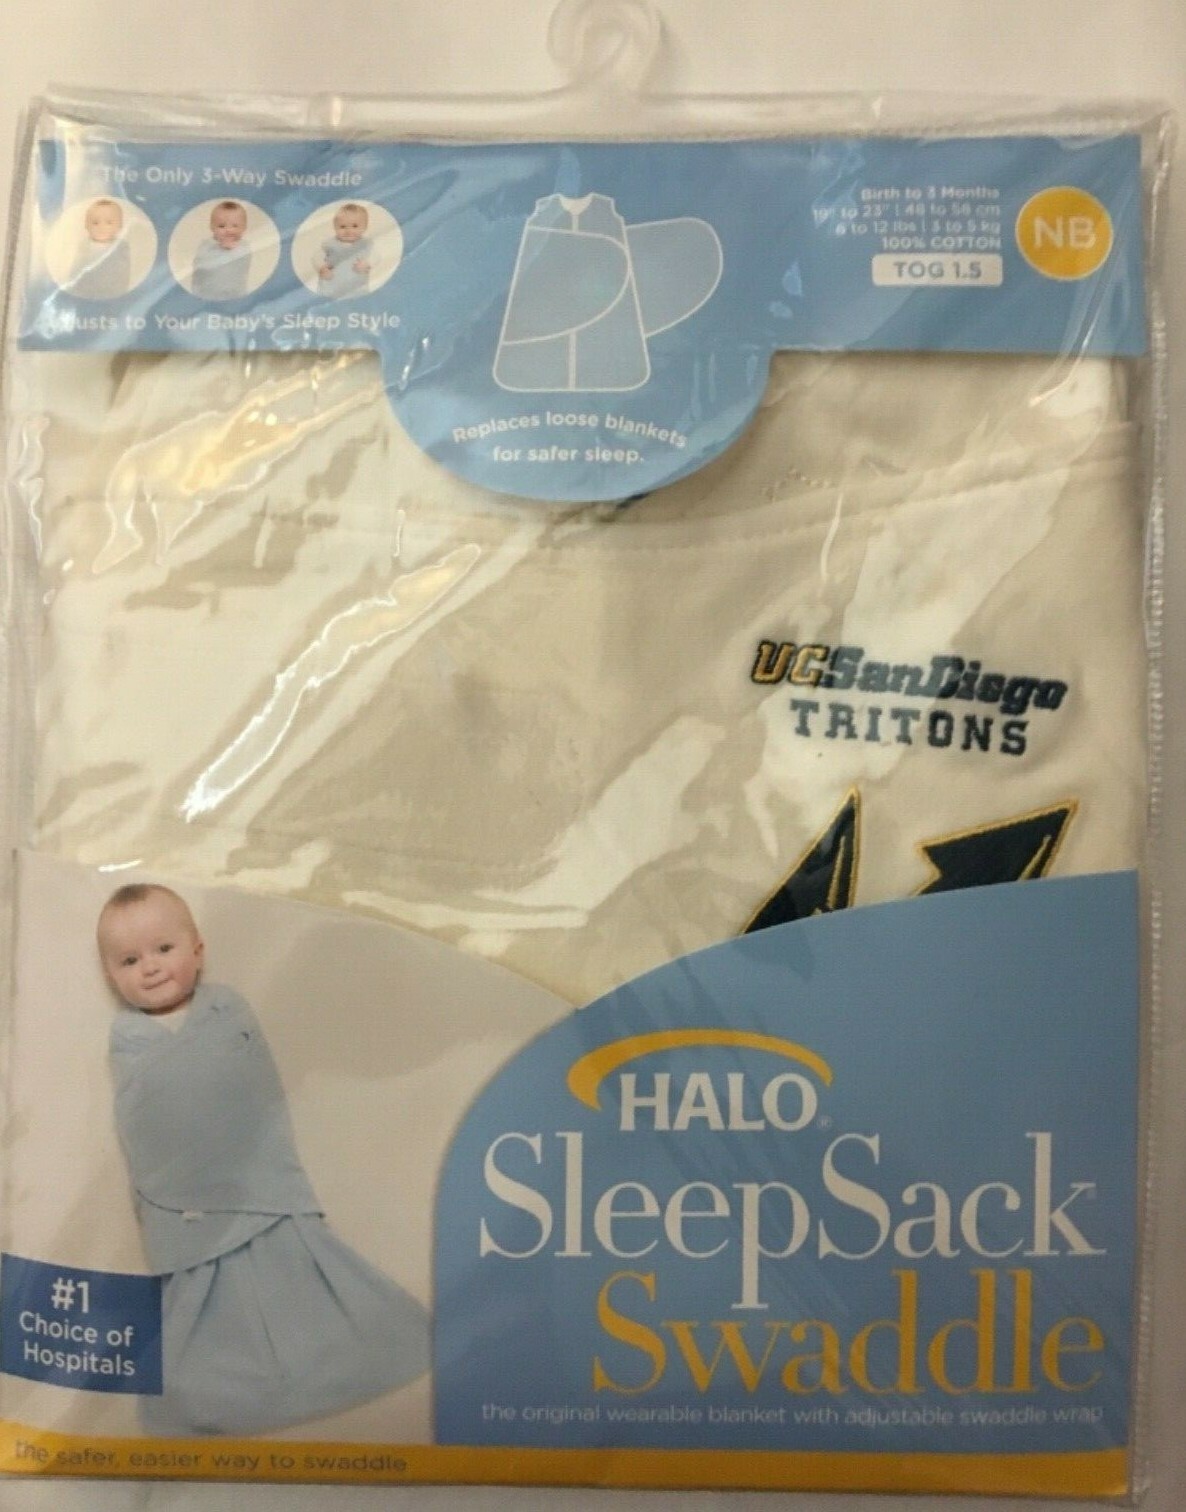 The Only 3-Way Swaddle
Adjusts to Your Baby's Sleep Style
Birth to 3 Months
19" to 23" | 48 to 58 cm
6 to 12 lbs | 3 to 5 kg
100% COTTON
TOG 1.5
NB
Replaces loose blankets
for safer sleep.
UC San Diego
TRITONS
HALO®
SleepSack®
Swaddle
the original wearable blanket with adjustable swaddle wrap
#1
Choice of
Hospitals
the safer, easier way to swaddle